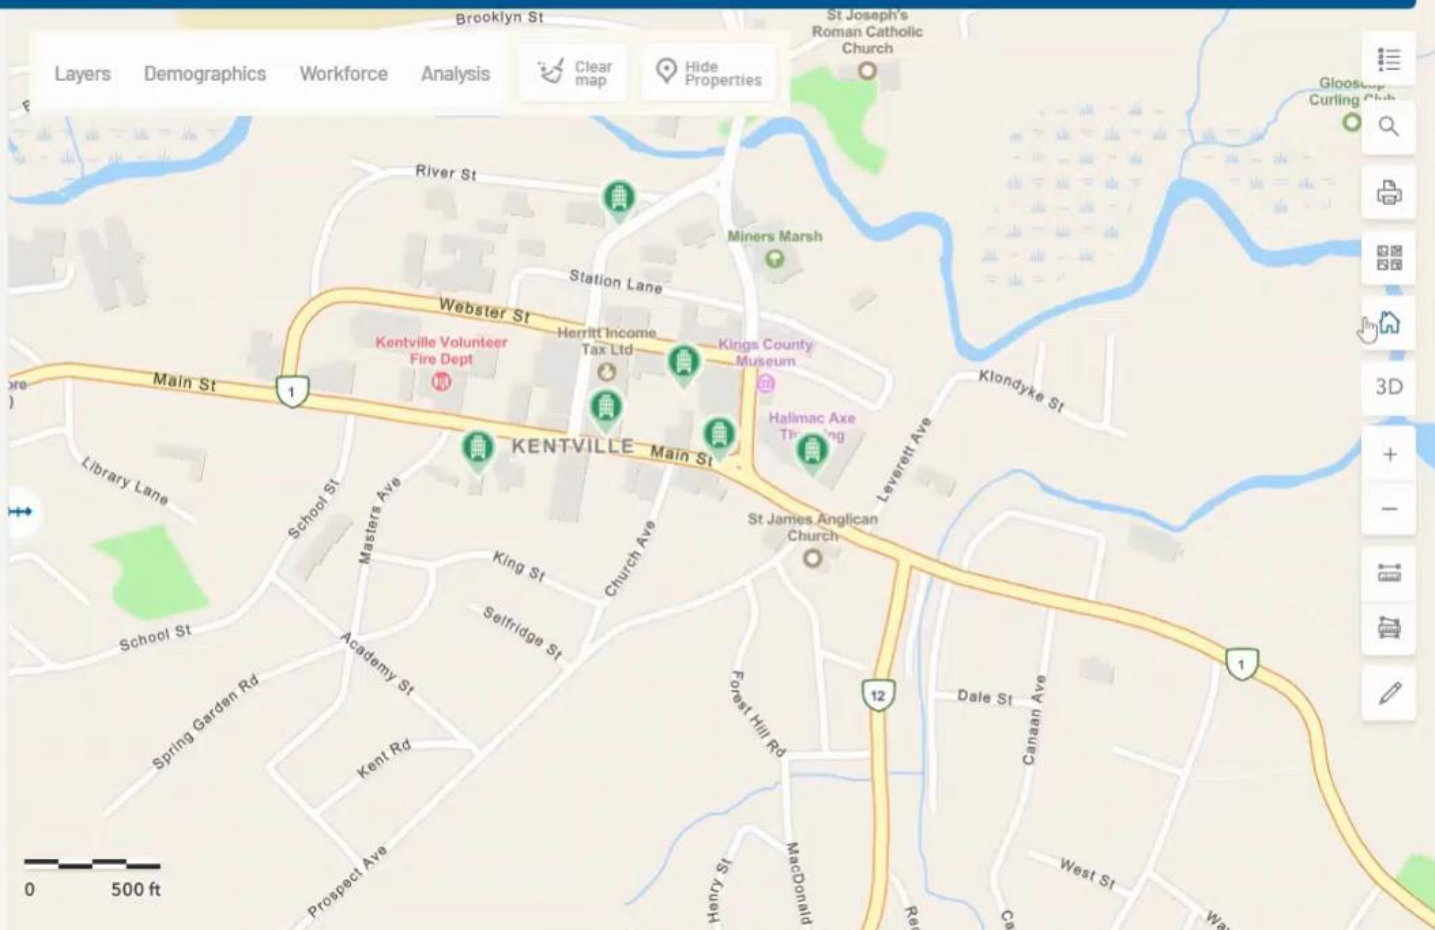 Brooklyn St
St Joseph's
Roman Catholic
Church
Layers
Demographics
Workforce
Analysis
Clear
map
Hide
Properties
Curling Club
River St
Miners Marsh
Station Lane
Webster St
Herritt Income
Tax Ltd
Kentville Volunteer
Fire Dept
Kings County
Museum
3D
Main St
1
Klondyke St
Hallmac Axe
KENTVILLE
Main St
Leverett Ave
Library Lane
School St
Masters Ave
St James Anglican
Church
King St
Church Ave
Selfridge St
School St
Academy St
1
Spring Garden Rd
Forest Hill Rd
12
Dale St
Canaan Ave
Kent Rd
Prospect Ave
Henry St
MacDonald
West St
0
500 ft